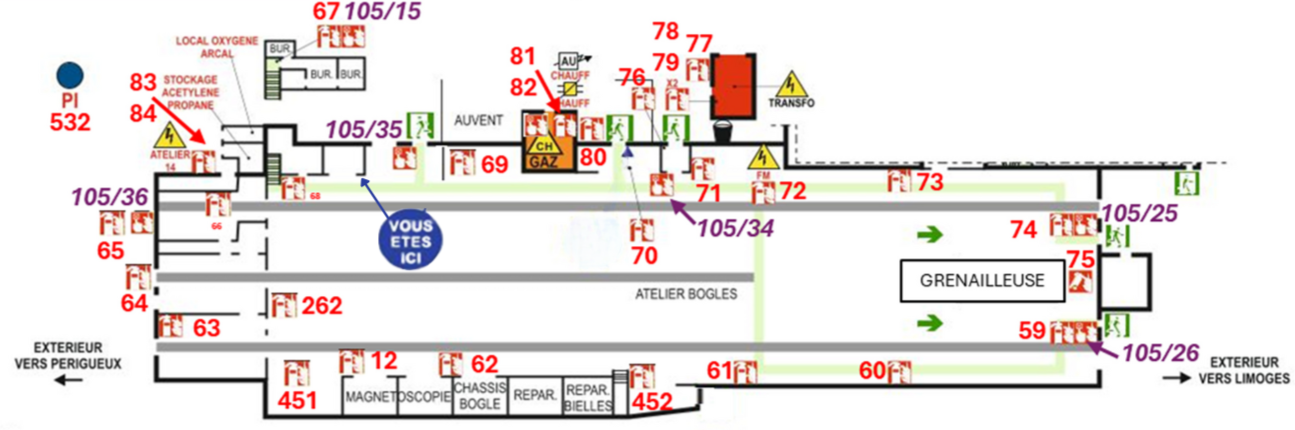 67 105/15
78
LOCAL OXYGENE
ARCAL
BUR.
BUR. BUR.
77
81
AU
CHAUFF
79
X2
83
PI
532
STOCKAGE
ACETYLENE
PROPANE
84
82
HAUFF
76
TRANSFO
105/35
AUVENT
CH
GAZ
80
ATELIER
14
69
71
FM
72
73
68
105/36
66
65
VOUS
ETES
ICI
105/34
70
74
105/25
75
GRENAILLEUSE
64
ATELIER BOGLES
262
63
59
105/26
EXTERIEUR
VERS PERIGUEUX
12
62
61
60
EXTERIEUR
VERS LIMOGES
451
MAGNETOSCOPIE
CHASSIS
BOGLE
REPAR.
REPAR.
BIELLES
452